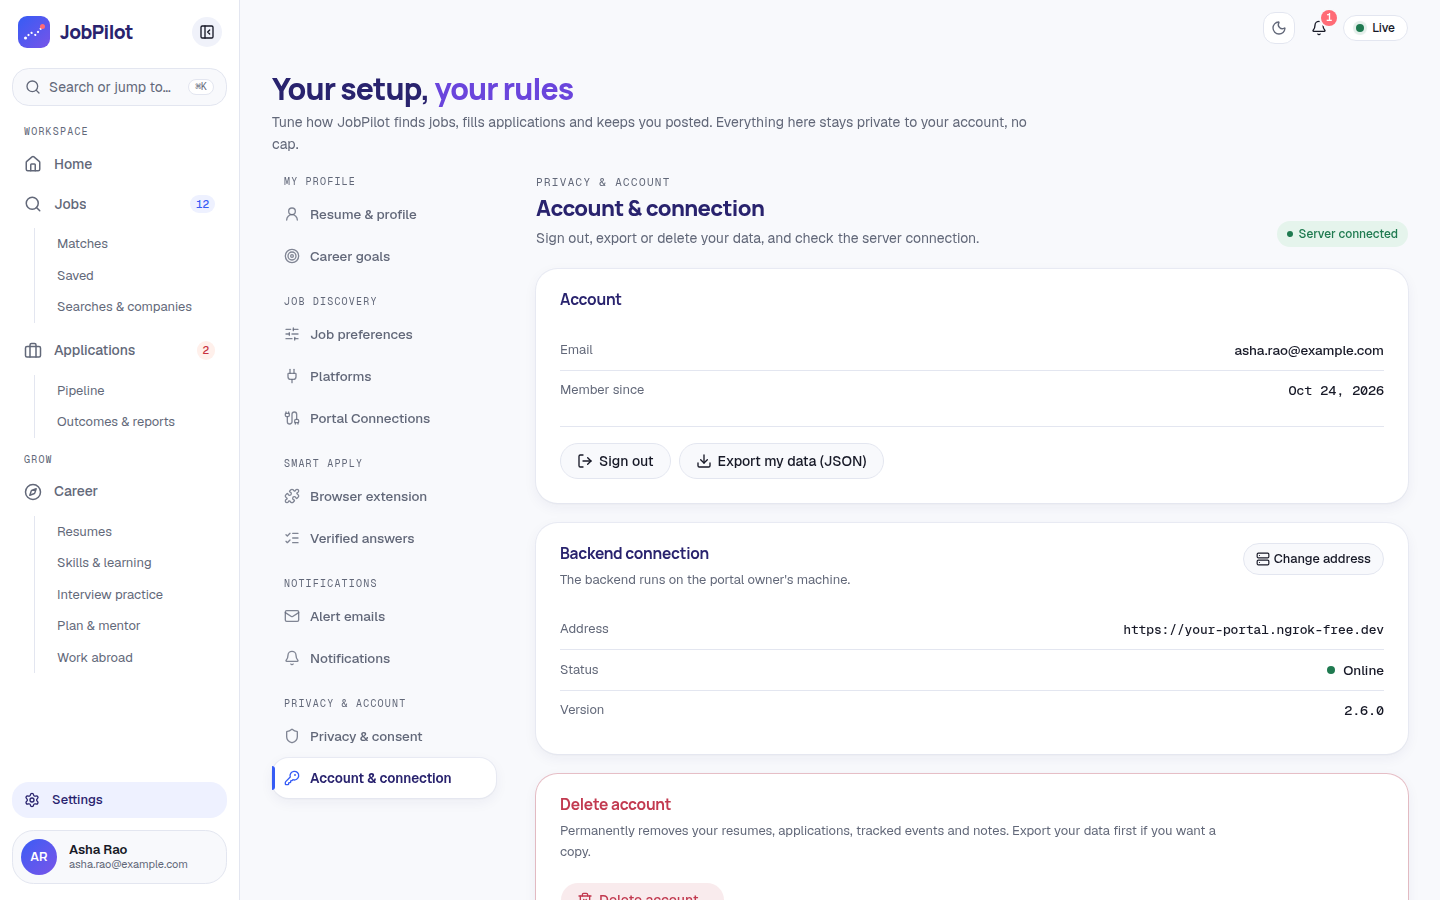 JobPilot
Search or jump to...
⌘K
WORKSPACE
Home
Jobs
12
Matches
Saved
Searches & companies
Applications
2
Pipeline
Outcomes & reports
GROW
Career
Resumes
Skills & learning
Interview practice
Plan & mentor
Work abroad
Settings
AR
Asha Rao
asha.rao@example.com
1
Live
Your setup, your rules
Tune how JobPilot finds jobs, fills applications and keeps you posted. Everything here stays private to your account, no
cap.
MY PROFILE
Resume & profile
Career goals
JOB DISCOVERY
Job preferences
Platforms
Portal Connections
SMART APPLY
Browser extension
Verified answers
NOTIFICATIONS
Alert emails
Notifications
PRIVACY & ACCOUNT
Privacy & consent
Account & connection
PRIVACY & ACCOUNT
Account & connection
Sign out, export or delete your data, and check the server connection.
Server connected
Account
Email
asha.rao@example.com
Member since
Oct 24, 2026
Sign out
Export my data (JSON)
Backend connection
The backend runs on the portal owner's machine.
Change address
Address
https://your-portal.ngrok-free.dev
Status
Online
Version
2.6.0
Delete account
Permanently removes your resumes, applications, tracked events and notes. Export your data first if you want a
copy.
Delete account